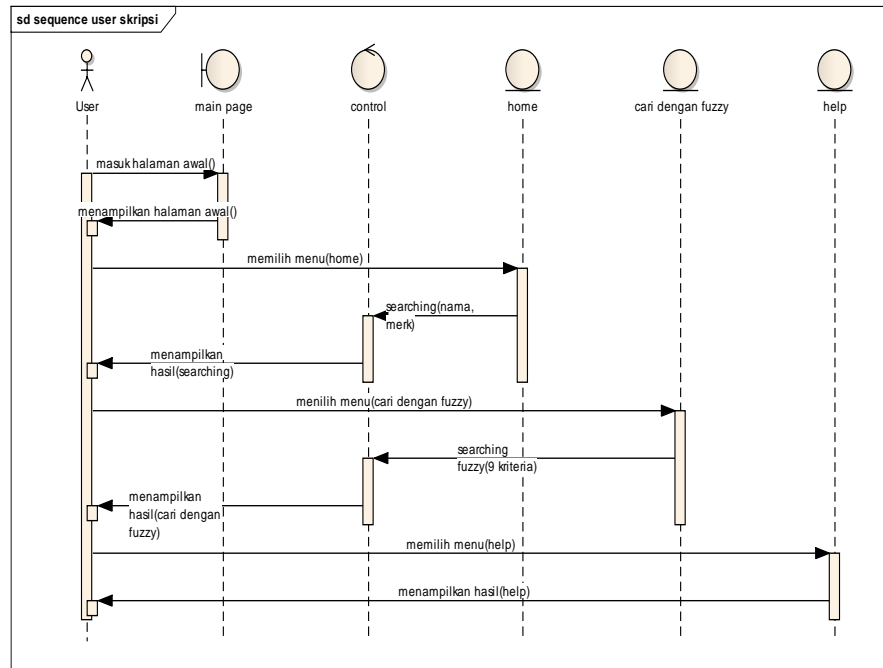 sd sequence user skripsi
User
main page
control
home
cari dengan fuzzy
help
masuk halaman awal()
menampilkan halaman awal()
memilih menu(home)
searching(nama,
merk)
menampilkan
hasil(searching)
menilih menu(cari dengan fuzzy)
searching
fuzzy(9 kriteria)
menampilkan
hasil(cari dengan
fuzzy)
memilih menu(help)
menampilkan hasil(help)